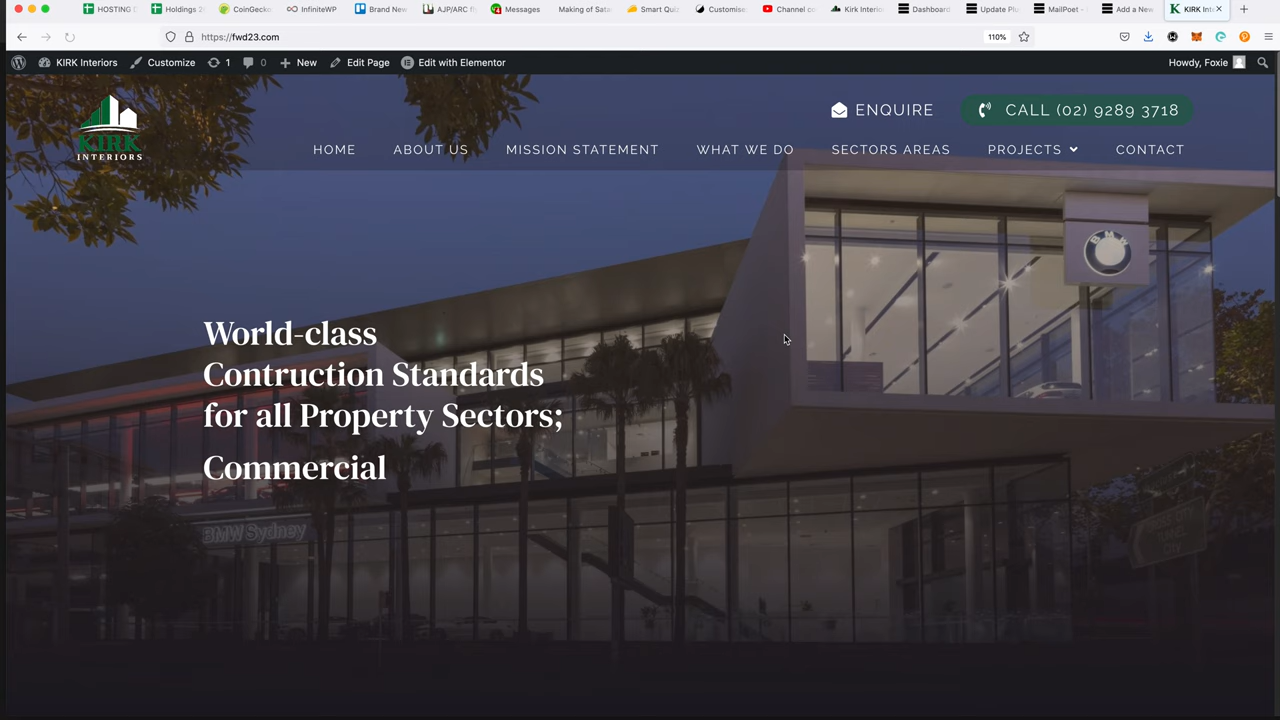 HOSTING
Holdings 20
CoinGecko
InfiniteWP
Brand New
AJP/ARC f
Messages
Making of Sat
Smart Quiz
Customise
Channel co
Kirk Interio
Dashboard
Update Plu
MailPoet
Add a New
KIRK Int
https://fwd23.com
110%
KIRK Interiors
Customize
1
0
New
Edit Page
Edit with Elementor
Howdy, Foxie
KIRK
INTERIORS
ENQUIRE
CALL (02) 9289 3718
HOME
ABOUT US
MISSION STATEMENT
WHAT WE DO
SECTORS AREAS
PROJECTS
CONTACT
BMW
World-class
Contruction Standards
for all Property Sectors;
Commercial
BMW Sydney